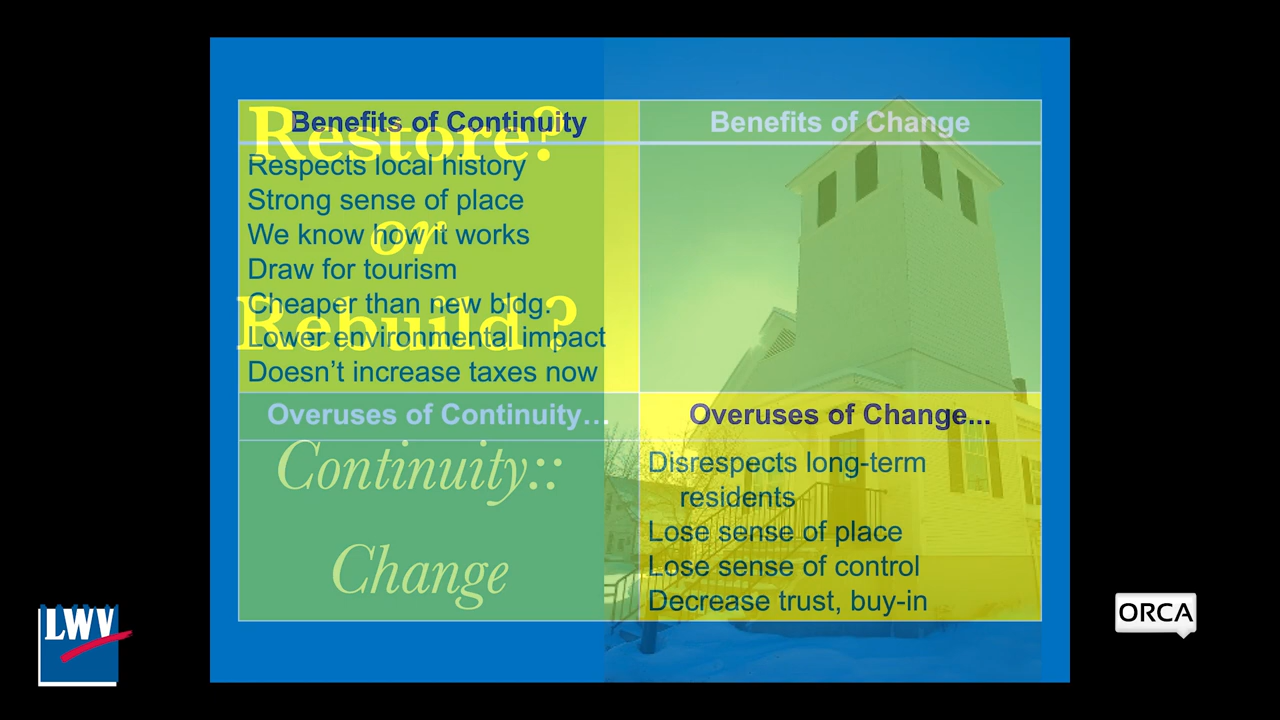 Restore?
or
Rebuild ?
Continuity::
Change
Benefits of Continuity
Respects local history
Strong sense of place
We know how it works
Draw for tourism
Cheaper than new bldg.
Lower environmental impact
Doesn’t increase taxes now
Benefits of Change
Overuses of Continuity...
Overuses of Change...
Disrespects long-term
residents
Lose sense of place
Lose sense of control
Decrease trust, buy-in
LWV
ORCA